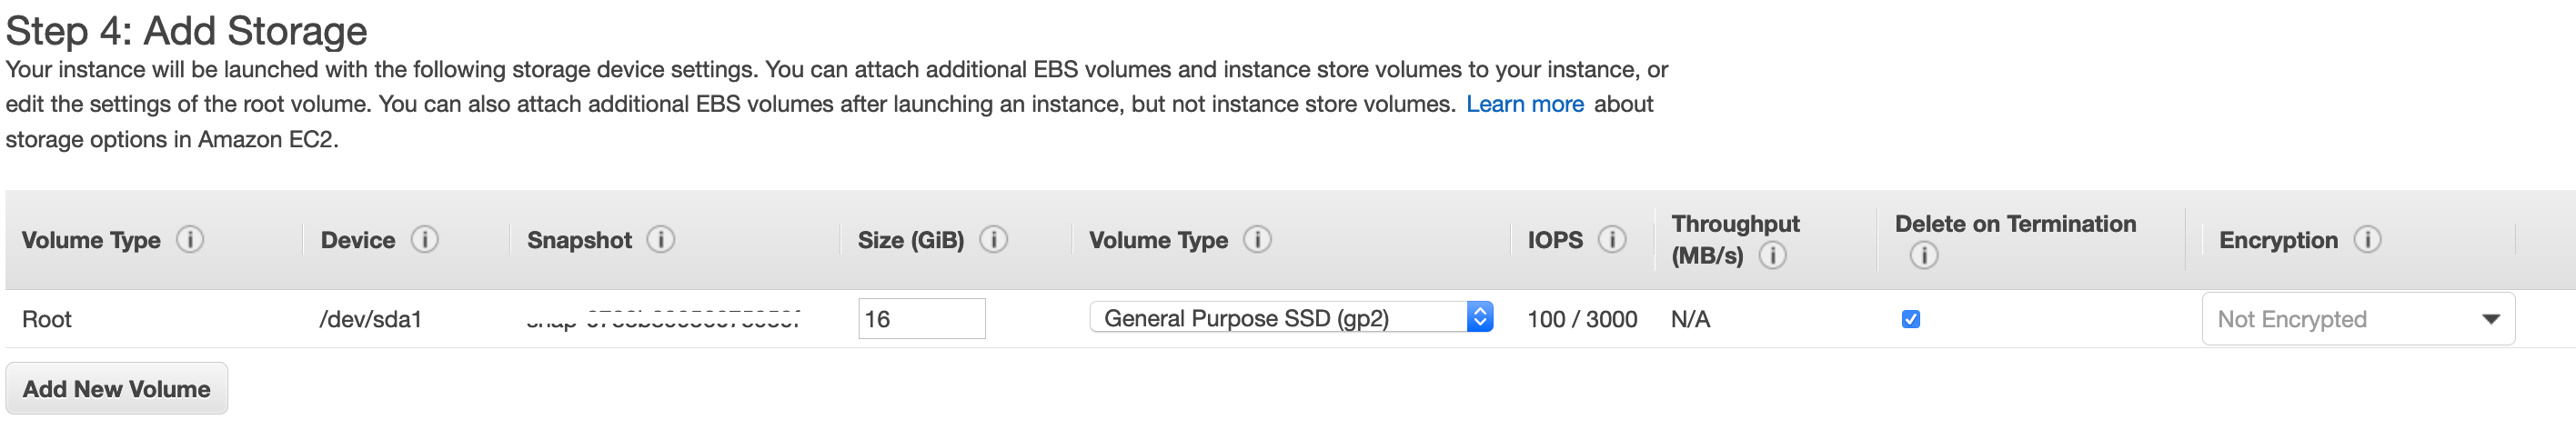 Step 4: Add Storage
Your instance will be launched with the following storage device settings. You can attach additional EBS volumes and instance store volumes to your instance, or
edit the settings of the root volume. You can also attach additional EBS volumes after launching an instance, but not instance store volumes. Learn more about
storage options in Amazon EC2.
Volume Type Device Snapshot Size (GiB) Volume Type IOPS Throughput (MB/s) Delete on Termination Encryption
Root /dev/sda1 16 General Purpose SSD (gp2) 100 / 3000 N/A Not Encrypted
Add New Volume